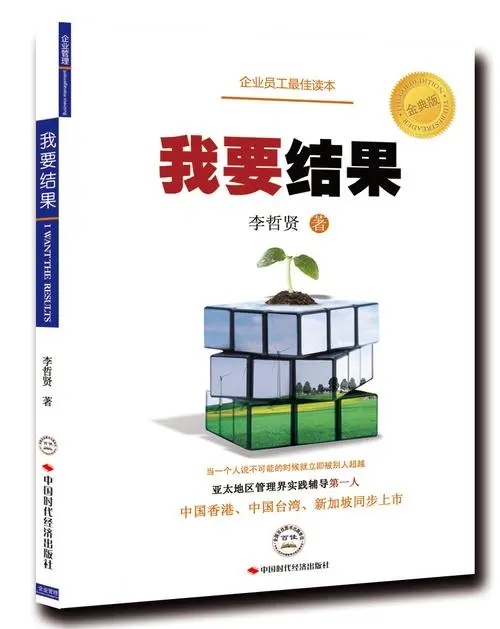 企业管理
我要结果
I WANT THE RESULTS
李哲贤 著
百佳
中国时代经济出版社
企业管理
企业员工最佳读本
金典版
我要结果
李哲贤 著
当一个人说不可能的时候就立即被别人超越
亚太地区管理界实践辅导第一人
中国香港、中国台湾、新加坡同步上市
百佳
中国时代经济出版社